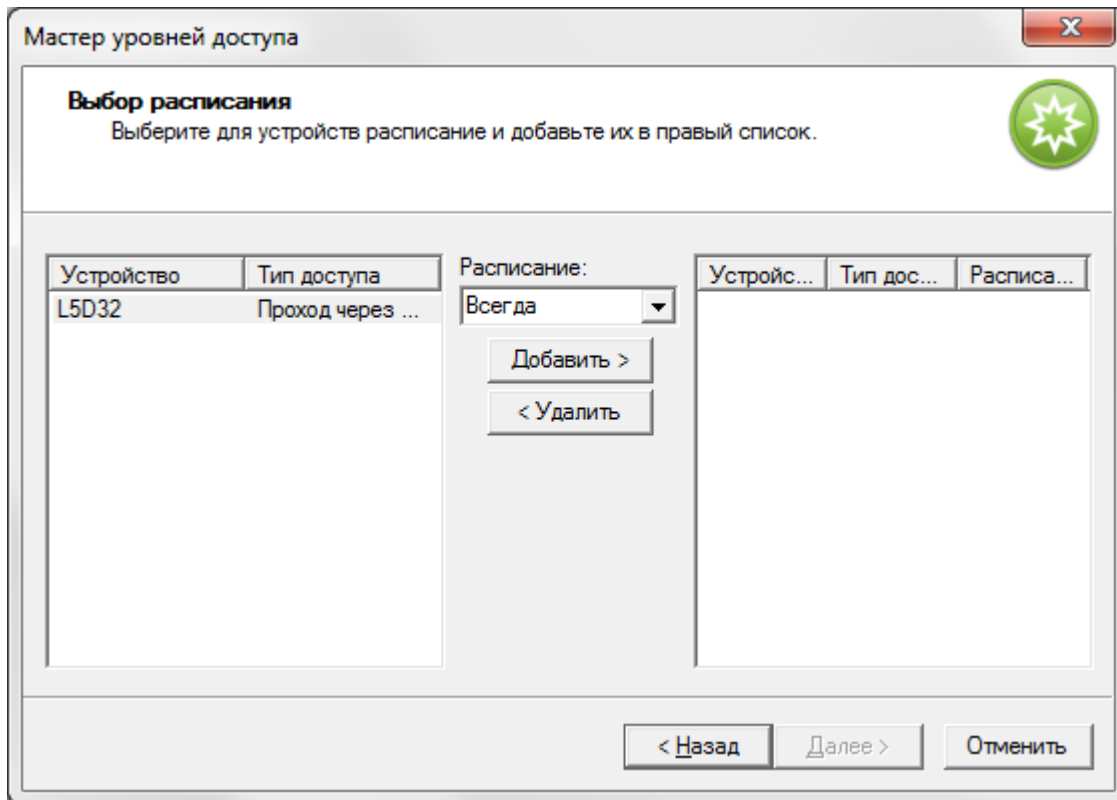 Мастер уровней доступа
Выбор расписания
Выберите для устройств расписание и добавьте их в правый список.
Устройство Тип доступа
L5D32 Проход через ...
Расписание:
Всегда
Добавить >
< Удалить
Устройс... Тип дос... Расписа...
< Назад Далее > Отменить